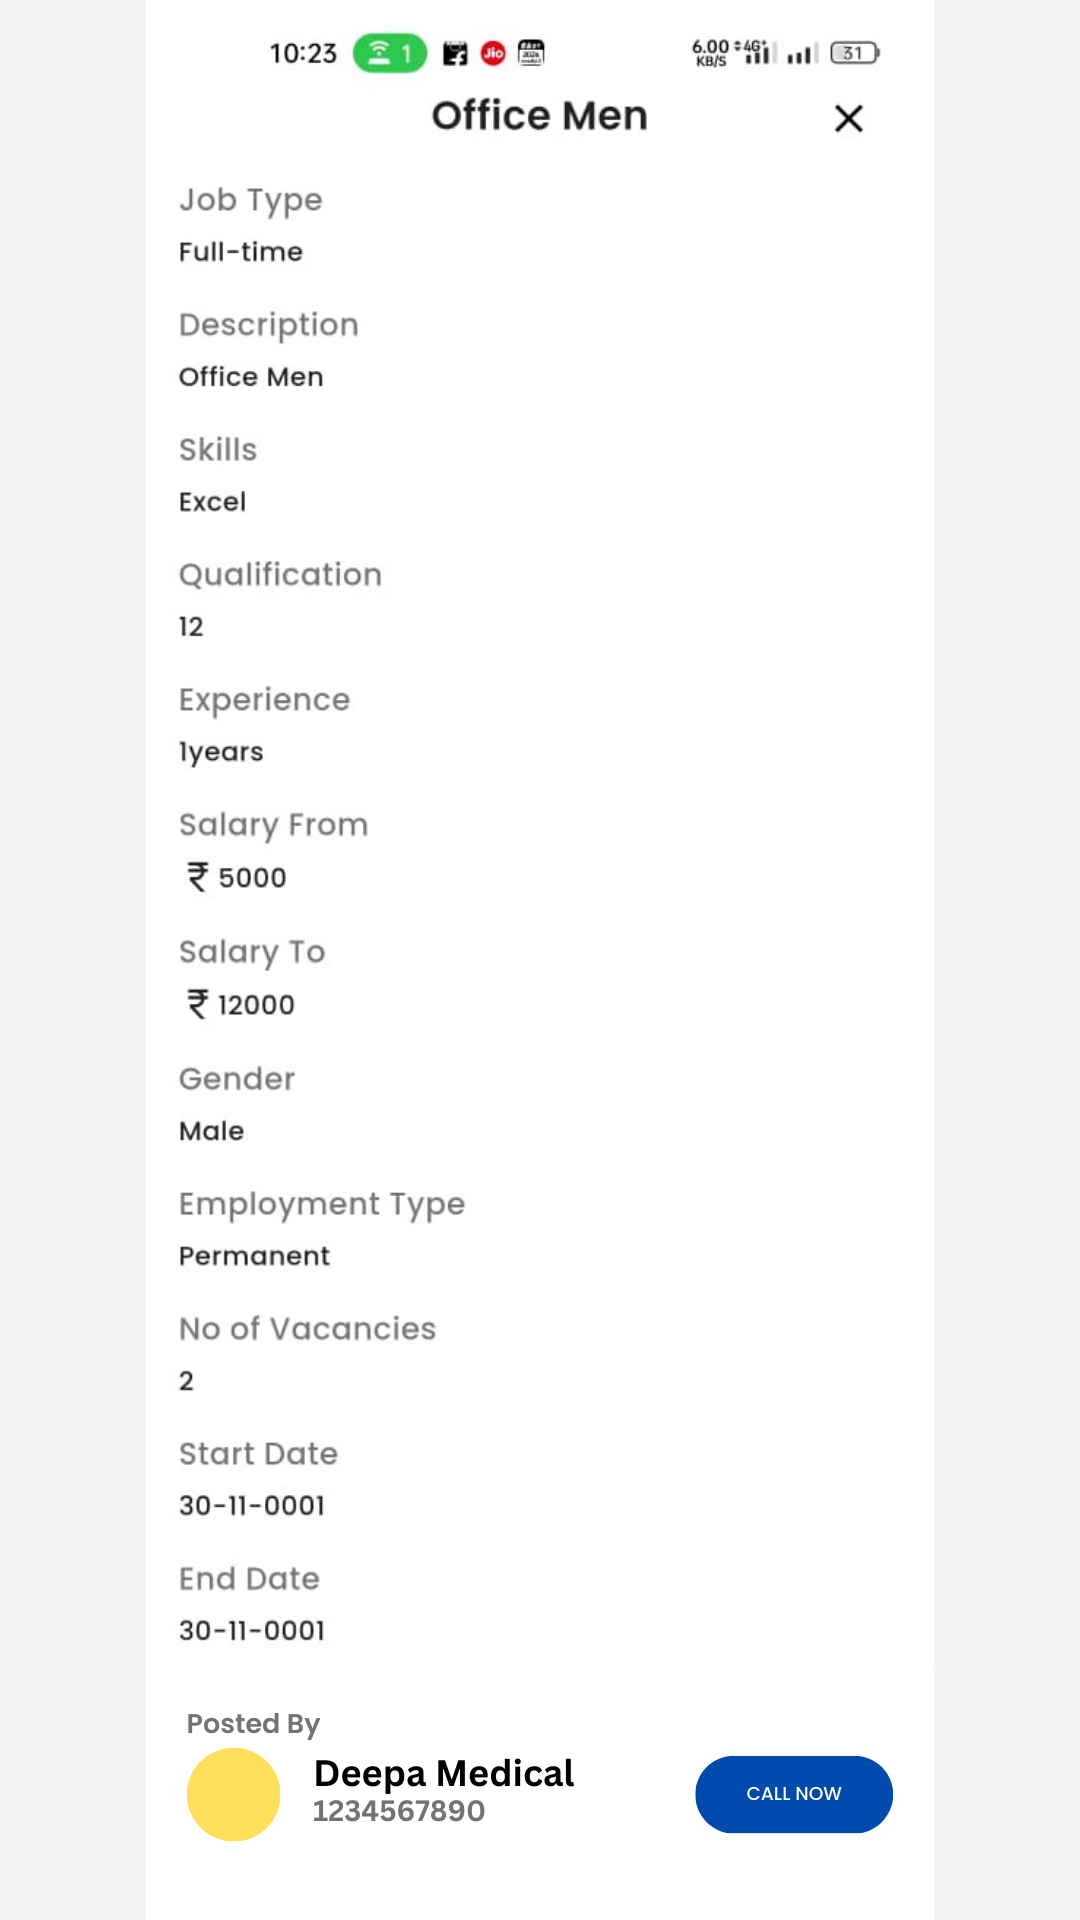 10:23 1 Jio 6.00 KB/S 4G+ 31
Office Men
Job Type
Full-time
Description
Office Men
Skills
Excel
Qualification
12
Experience
1years
Salary From
₹ 5000
Salary To
₹ 12000
Gender
Male
Employment Type
Permanent
No of Vacancies
2
Start Date
30-11-0001
End Date
30-11-0001
Posted By
Deepa Medical
1234567890
CALL NOW